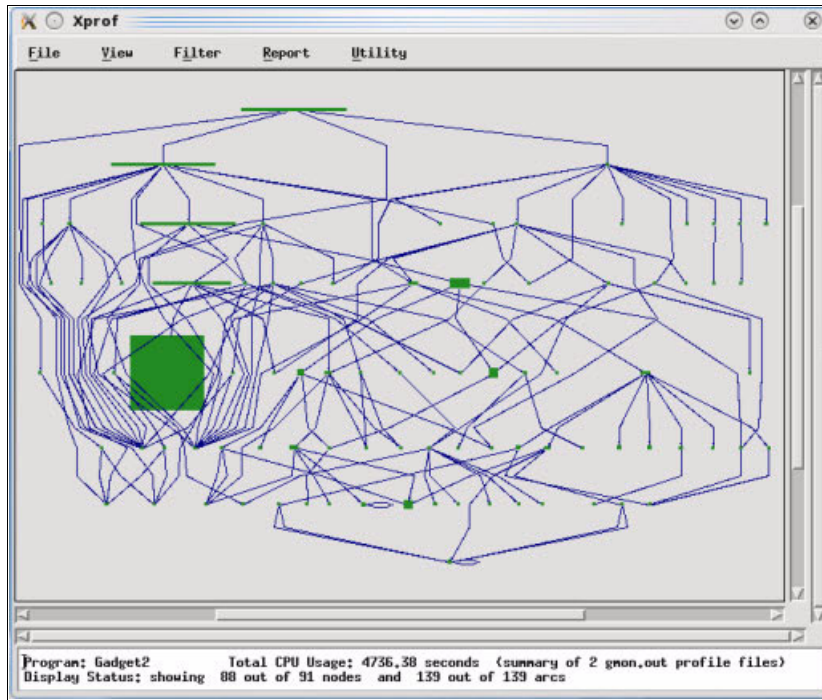 Xprof
File View Filter Report Utility
Program: Gadget2 Total CPU Usage: 4736.38 seconds (summary of 2 gmon.out profile files)
Display Status: showing 88 out of 91 nodes and 139 out of 139 arcs